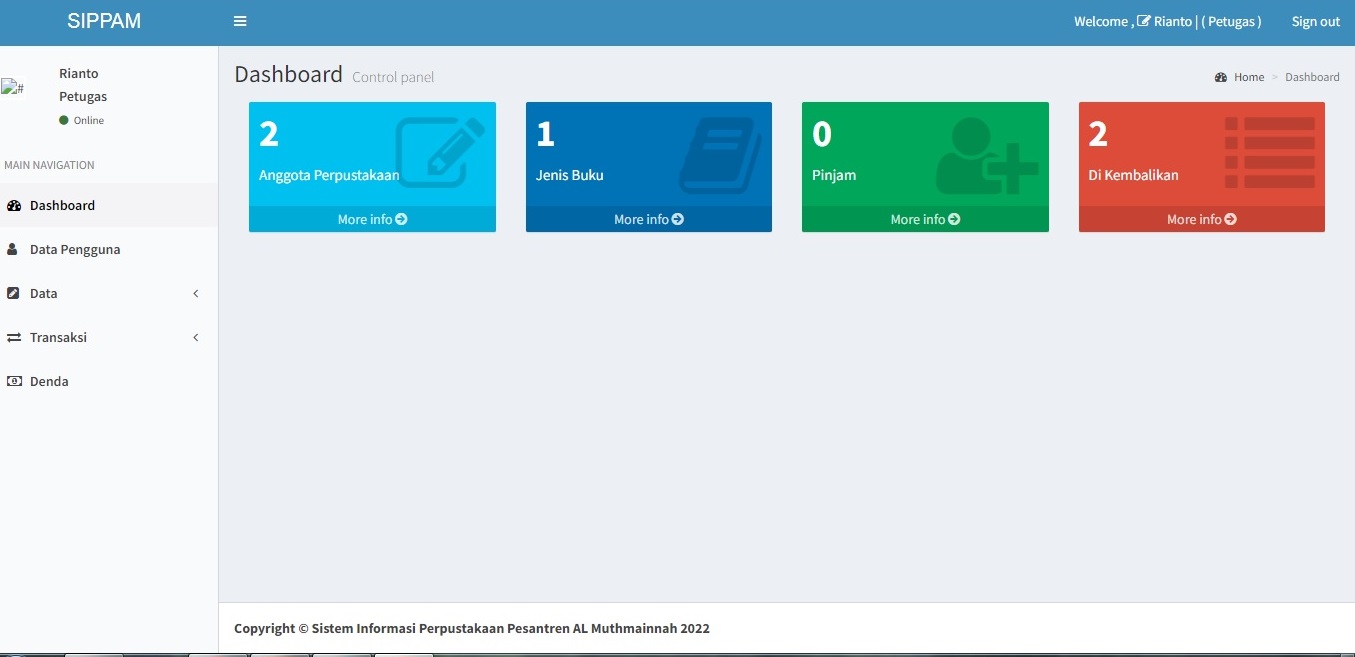 SIPPAM
Welcome , Rianto | ( Petugas ) Sign out
Rianto
Petugas
Online
MAIN NAVIGATION
Dashboard
Data Pengguna
Data
Transaksi
Denda
Dashboard Control panel
Home > Dashboard
2
Anggota Perpustakaan
More info
1
Jenis Buku
More info
0
Pinjam
More info
2
Di Kembalikan
More info
Copyright © Sistem Informasi Perpustakaan Pesantren AL Muthmainnah 2022